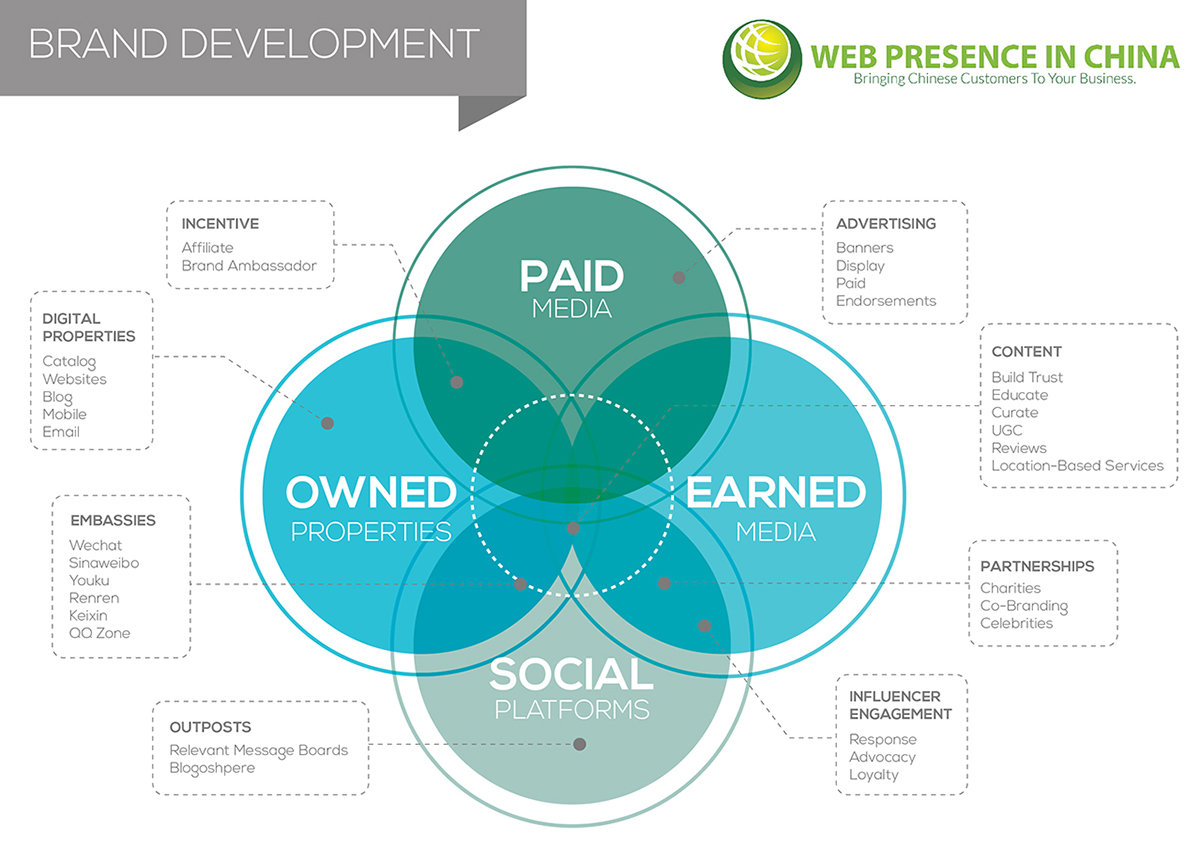 BRAND DEVELOPMENT
WEB PRESENCE IN CHINA
Bringing Chinese Customers To Your Business.
INCENTIVE
Affiliate
Brand Ambassador
ADVERTISING
Banners
Display
Paid
Endorsements
PAID
MEDIA
DIGITAL
PROPERTIES
Catalog
Websites
Blog
Mobile
Email
CONTENT
Build Trust
Educate
Curate
UGC
Reviews
Location-Based Services
OWNED
PROPERTIES
EARNED
MEDIA
EMBASSIES
Wechat
Sinaweibo
Youku
Renren
Keixin
QQ Zone
PARTNERSHIPS
Charities
Co-Branding
Celebrities
SOCIAL
PLATFORMS
OUTPOSTS
Relevant Message Boards
Blogoshpere
INFLUENCER
ENGAGEMENT
Response
Advocacy
Loyalty